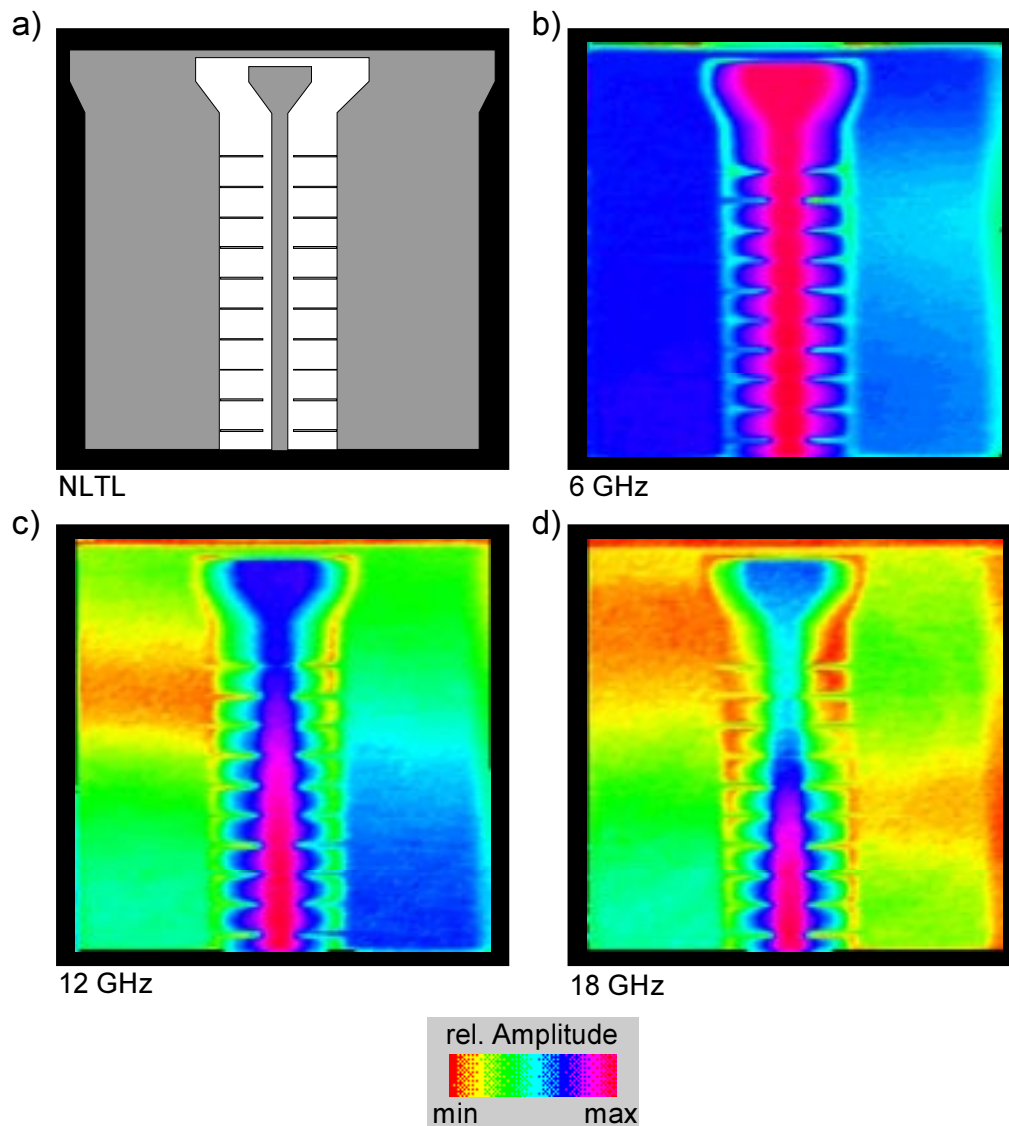 a)
b)
NLTL
6 GHz
c)
d)
12 GHz
18 GHz
rel. Amplitude
min max